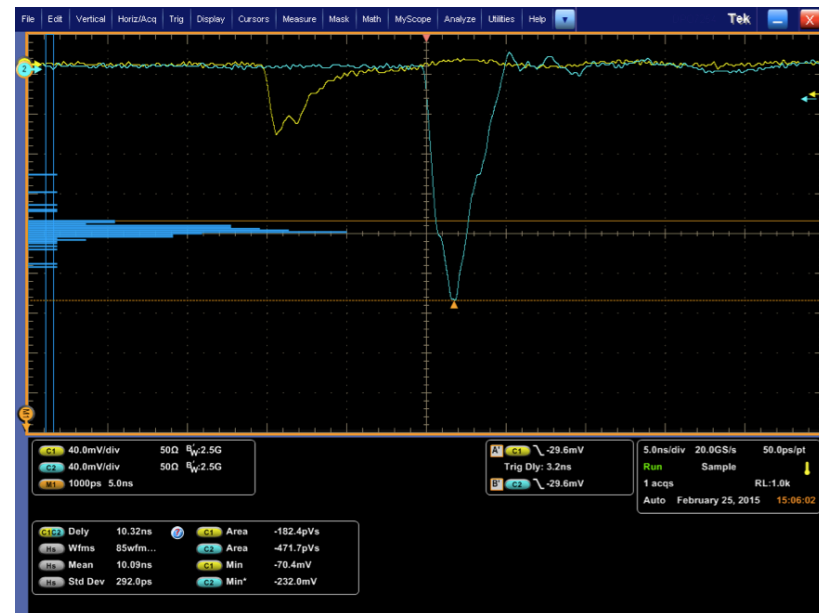 File Edit Vertical Horiz/Acq Trig Display Cursors Measure Mask Math MyScope Analyze Utilities Help Tek X
2
M1
C1 40.0mV/div 50Ω BW:2.5G
C2 40.0mV/div 50Ω BW:2.5G
M1 1000ps 5.0ns
A' C1 -29.6mV
Trig Dly: 3.2ns
B' C2 -29.6mV
5.0ns/div 20.0GS/s 50.0ps/pt
Run Sample
1 acqs RL:1.0k
Auto February 25, 2015 15:06:02
C1C2 Dely 10.32ns C1 Area -182.4pVs
Hs Wfms 85wfm... C2 Area -471.7pVs
Hs Mean 10.09ns C1 Min -70.4mV
Hs Std Dev 292.0ps C2 Min* -232.0mV